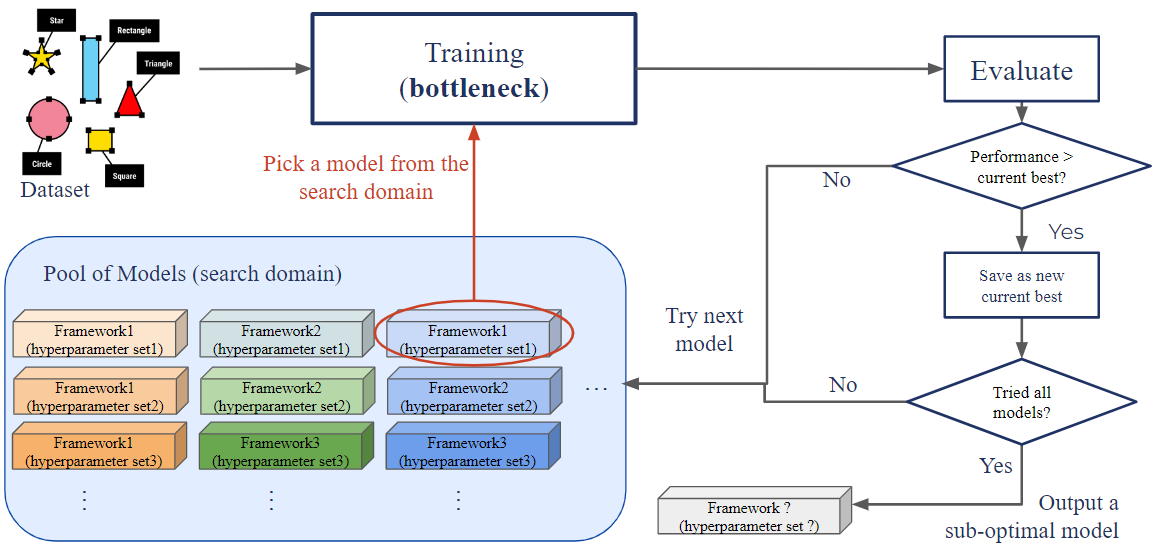 Star
Rectangle
Triangle
Circle
Square
Dataset
Training
(bottleneck)
Evaluate
Pick a model from the
search domain
Performance >
current best?
No
Yes
Save as new
current best
Try next
model
Tried all
models?
No
Yes
Output a
sub-optimal model
Framework ?
(hyperparameter set ?)
Pool of Models (search domain)
Framework1
(hyperparameter set1)
Framework2
(hyperparameter set1)
Framework1
(hyperparameter set1)
Framework1
(hyperparameter set2)
Framework2
(hyperparameter set2)
Framework2
(hyperparameter set2)
...
Framework1
(hyperparameter set3)
Framework3
(hyperparameter set3)
Framework3
(hyperparameter set3)